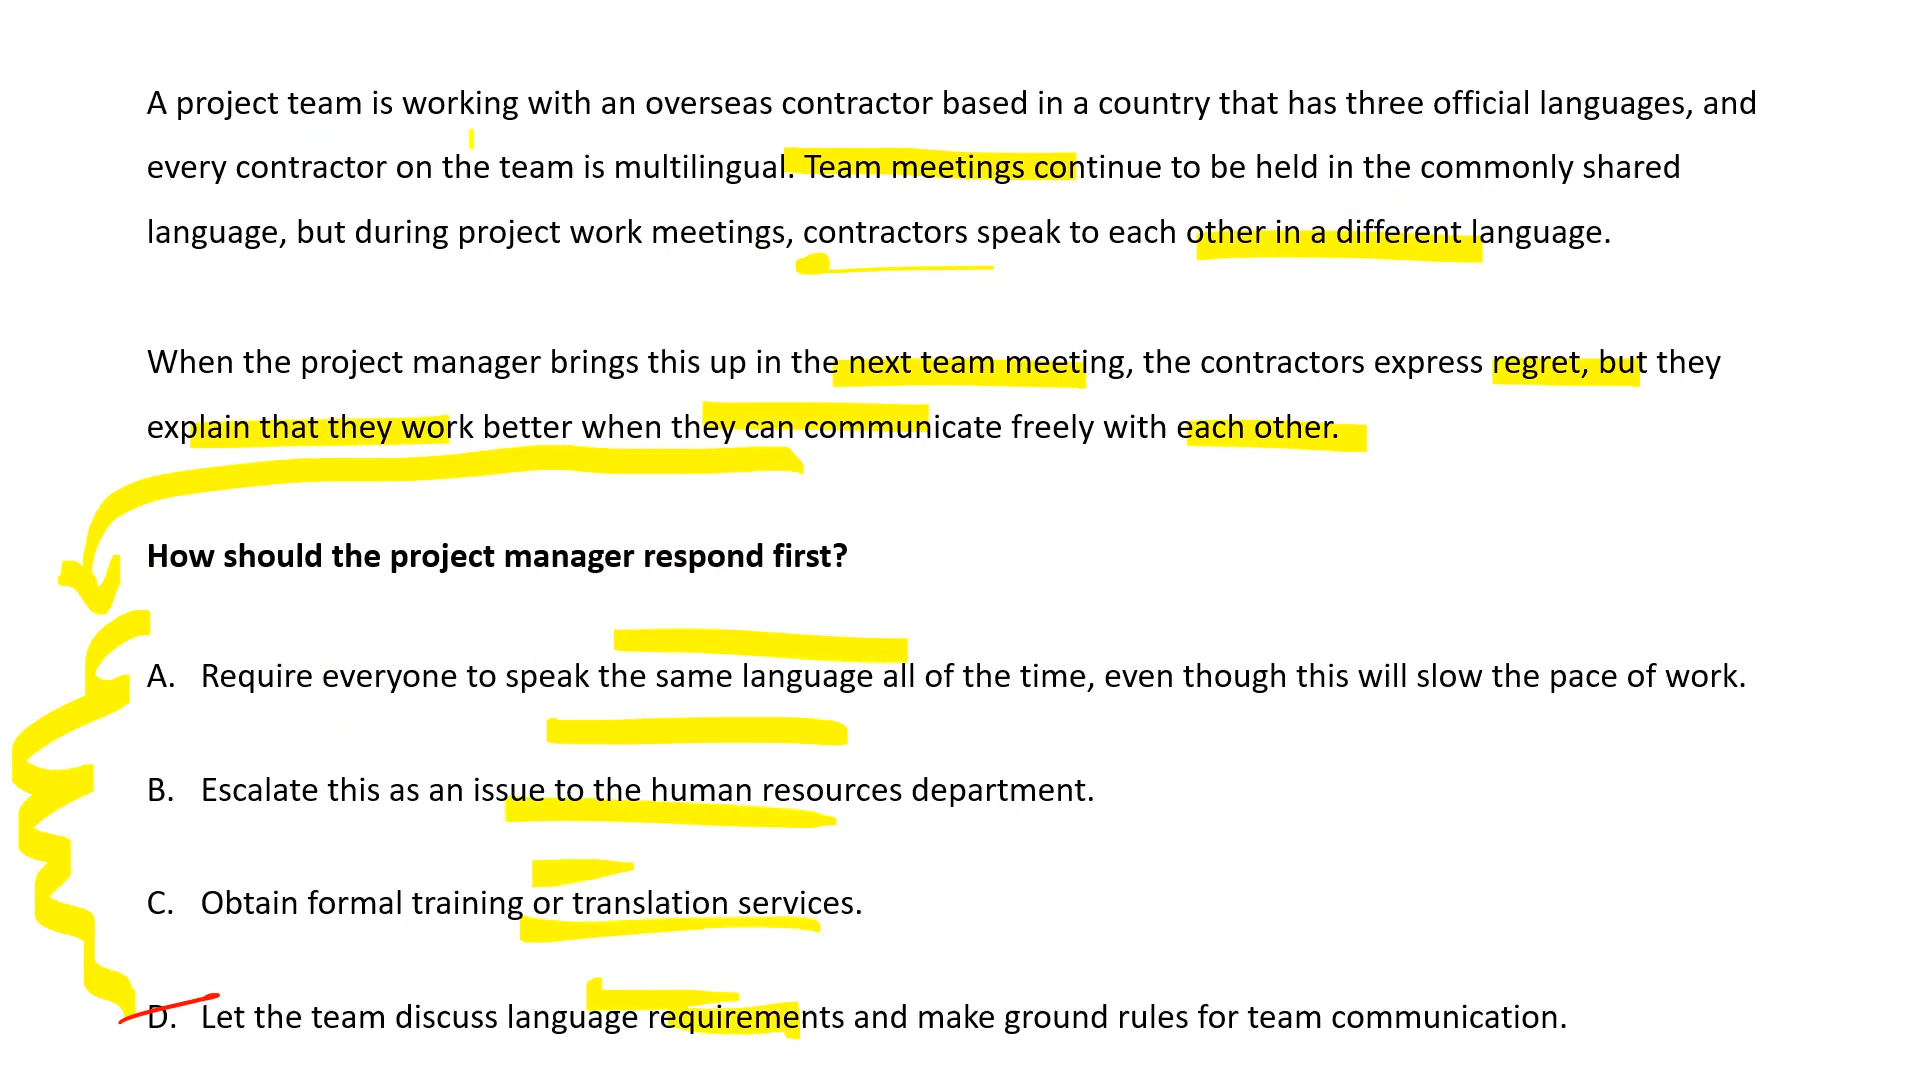 A project team is working with an overseas contractor based in a country that has three official languages, and
every contractor on the team is multilingual. Team meetings continue to be held in the commonly shared
language, but during project work meetings, contractors speak to each other in a different language.
When the project manager brings this up in the next team meeting, the contractors express regret, but they
explain that they work better when they can communicate freely with each other.
How should the project manager respond first?
A. Require everyone to speak the same language all of the time, even though this will slow the pace of work.
B. Escalate this as an issue to the human resources department.
C. Obtain formal training or translation services.
D. Let the team discuss language requirements and make ground rules for team communication.